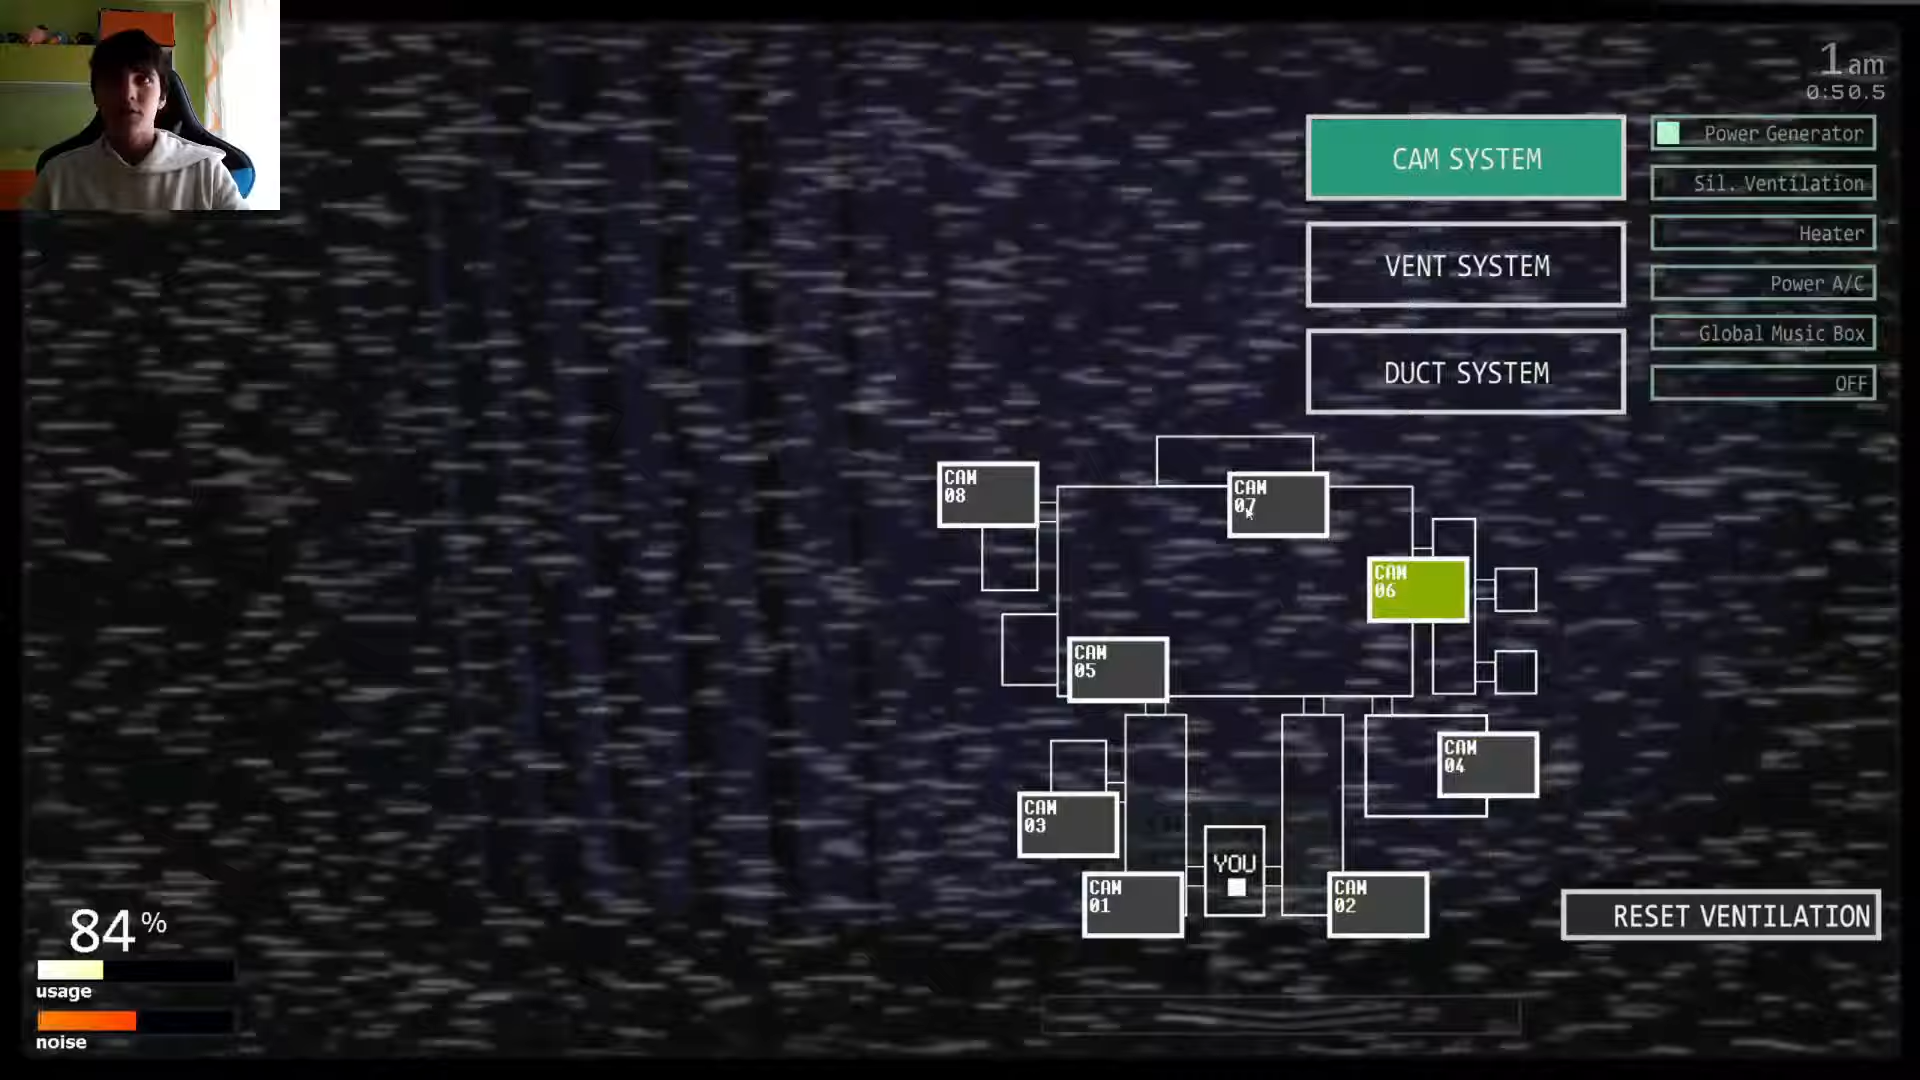 1 am
0:50.5
CAM SYSTEM
VENT SYSTEM
DUCT SYSTEM
Power Generator
Sil. Ventilation
Heater
Power A/C
Global Music Box
OFF
CAM
08
CAM
07
CAM
06
CAM
05
CAM
04
CAM
03
YOU
CAM
01
CAM
02
RESET VENTILATION
84%
usage
noise